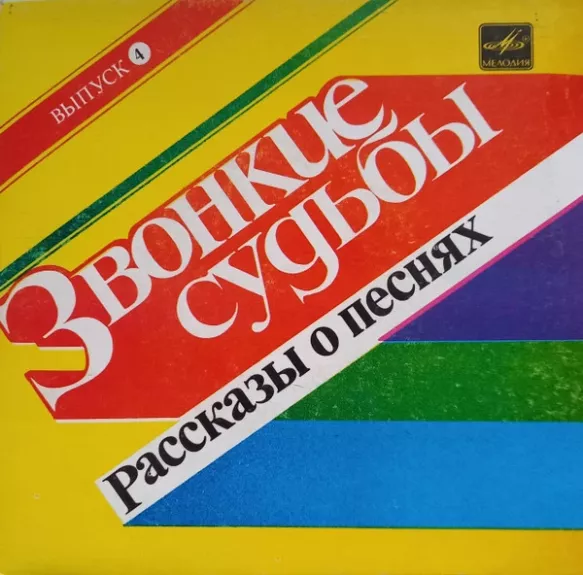 ВЫПУСК 4
МЕЛОДИЯ
Звонкие
судьбы
Рассказы о песнях